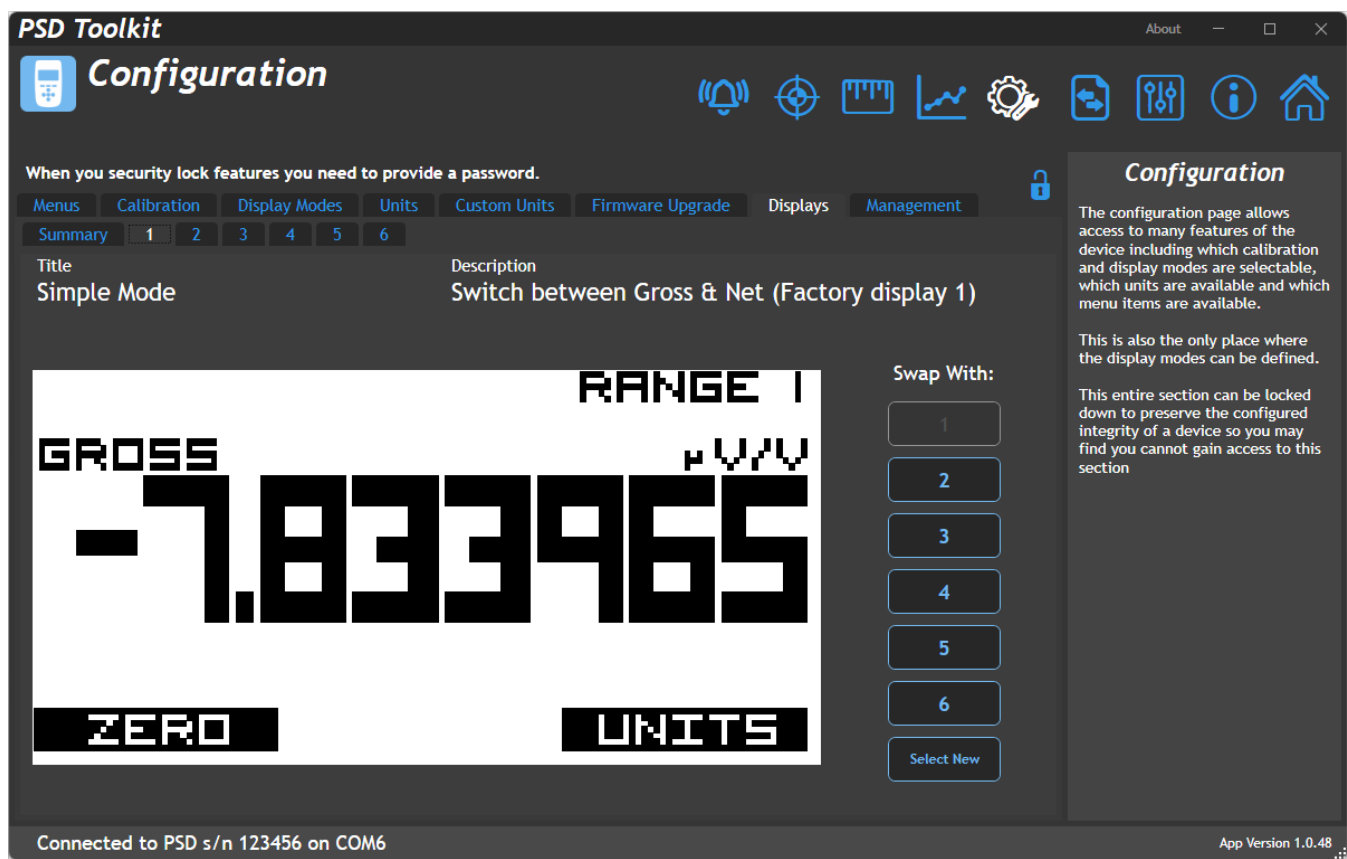 PSD Toolkit
About
Configuration
When you security lock features you need to provide a password.
Menus Calibration Display Modes Units Custom Units Firmware Upgrade Displays Management
Summary 1 2 3 4 5 6
Title
Simple Mode
Description
Switch between Gross & Net (Factory display 1)
RANGE 1
GROSS
µV/V
-7.833965
ZERO
UNITS
Swap With:
1
2
3
4
5
6
Select New
Configuration
The configuration page allows
access to many features of the
device including which calibration
and display modes are selectable,
which units are available and which
menu items are available.
This is also the only place where
the display modes can be defined.
This entire section can be locked
down to preserve the configured
integrity of a device so you may
find you cannot gain access to this
section
Connected to PSD s/n 123456 on COM6
App Version 1.0.48